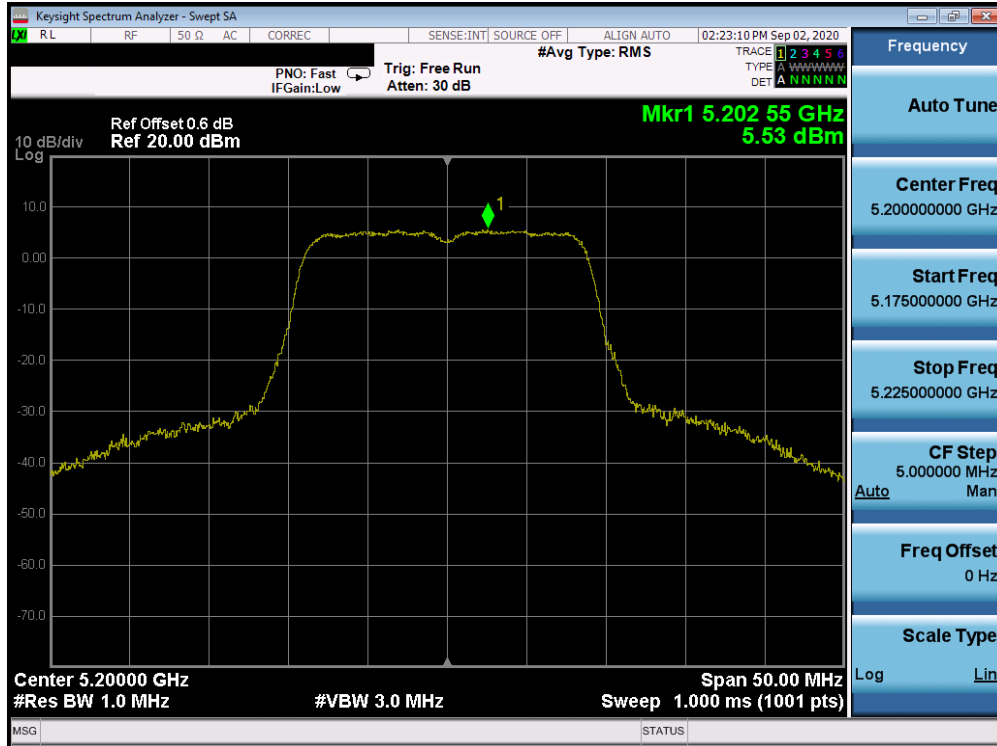 Keysight Spectrum Analyzer - Swept SA
LXI RL RF 50 Ω AC CORREC SENSE:INT SOURCE OFF ALIGN AUTO 02:23:10 PM Sep 02, 2020
#Avg Type: RMS
TRACE 1 2 3 4 5 6
TYPE A WWWWW
DET A N N N N N
PNO: Fast
IFGain:Low
Trig: Free Run
Atten: 30 dB
Mkr1 5.202 55 GHz
5.53 dBm
Ref Offset 0.6 dB
Ref 20.00 dBm
10 dB/div
Log
1
10.0
0.00
-10.0
-20.0
-30.0
-40.0
-50.0
-60.0
-70.0
Center 5.20000 GHz
Span 50.00 MHz
#Res BW 1.0 MHz
#VBW 3.0 MHz
Sweep 1.000 ms (1001 pts)
MSG
STATUS
Frequency
Auto Tune
Center Freq
5.200000000 GHz
Start Freq
5.175000000 GHz
Stop Freq
5.225000000 GHz
CF Step
5.000000 MHz
Auto Man
Freq Offset
0 Hz
Scale Type
Log Lin